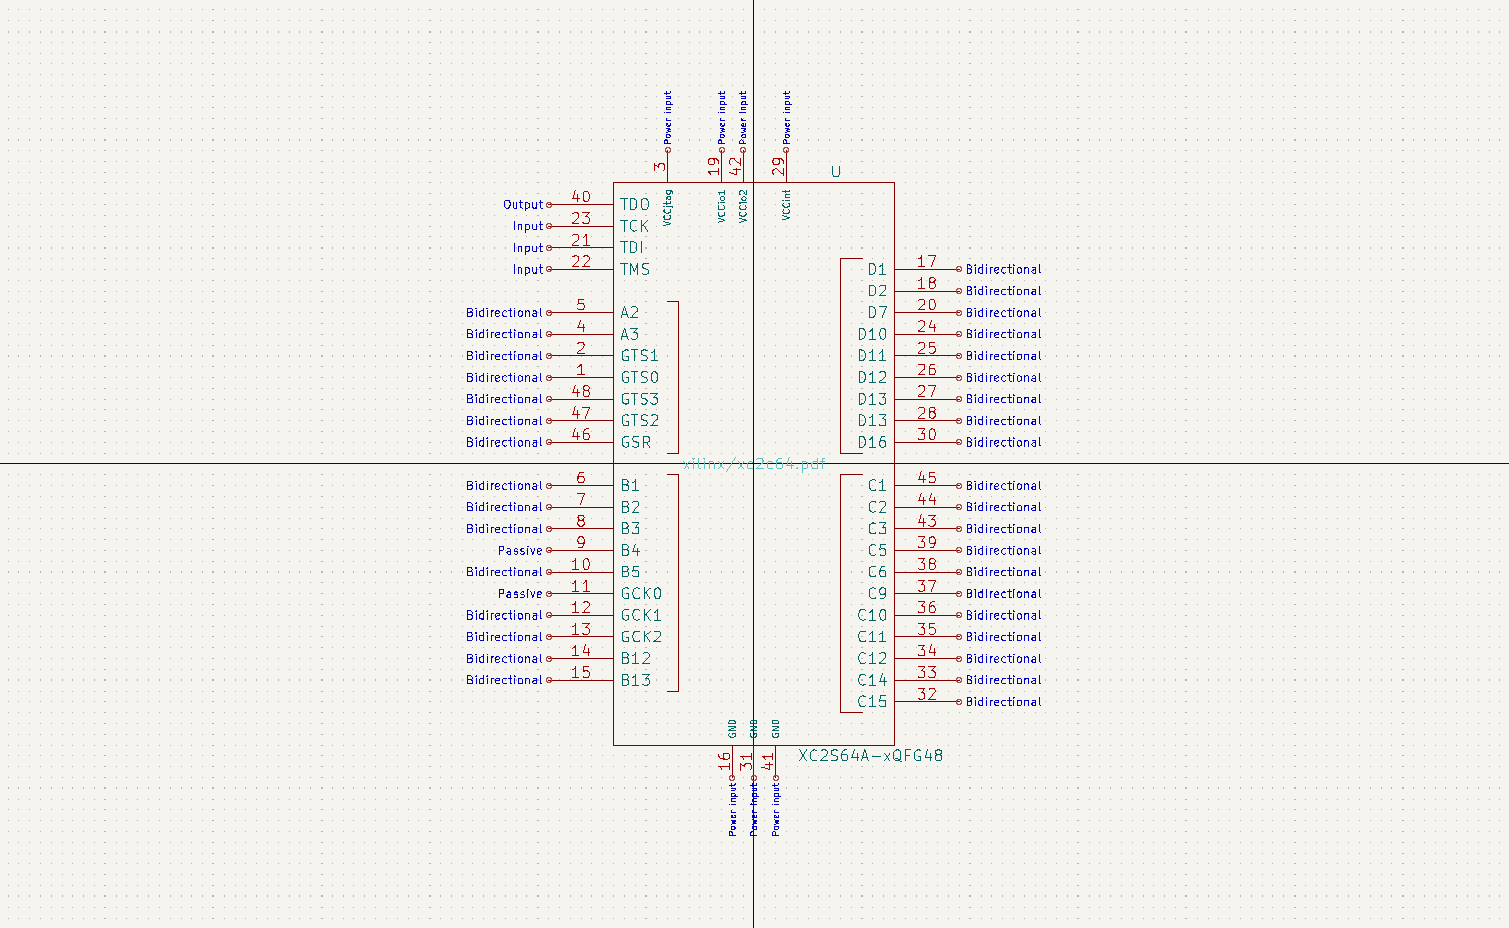 Power input Power input Power input Power input
3 19 42 29
U
VCCjtag VCCio1 VCCio2 VCCint
Output 40 TDO
Input 23 TCK
Input 21 TDI
Input 22 TMS
D1 17 Bidirectional
D2 18 Bidirectional
Bidirectional 5 A2 D7 20 Bidirectional
Bidirectional 4 A3 D10 24 Bidirectional
Bidirectional 2 GTS1 D11 25 Bidirectional
Bidirectional 1 GTS0 D12 26 Bidirectional
Bidirectional 48 GTS3 D13 27 Bidirectional
Bidirectional 47 GTS2 D13 28 Bidirectional
Bidirectional 46 GSR D16 30 Bidirectional
xilinx/xc2c64.pdf
Bidirectional 6 B1 C1 45 Bidirectional
Bidirectional 7 B2 C2 44 Bidirectional
Bidirectional 8 B3 C3 43 Bidirectional
Passive 9 B4 C5 39 Bidirectional
Bidirectional 10 B5 C6 38 Bidirectional
Passive 11 GCK0 C9 37 Bidirectional
Bidirectional 12 GCK1 C10 36 Bidirectional
Bidirectional 13 GCK2 C11 35 Bidirectional
Bidirectional 14 B12 C12 34 Bidirectional
Bidirectional 15 B13 C14 33 Bidirectional
C15 32 Bidirectional
GND GND GND
XC2S64A-xQFG48
16 31 41
Power input Power input Power input